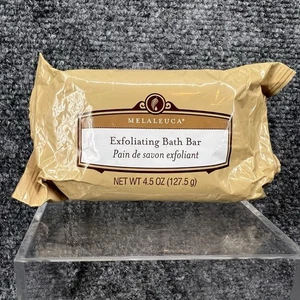 MELALEUCA®
Exfoliating Bath Bar
Pain de savon exfoliant
NET WT 4.5 OZ (127.5 g)